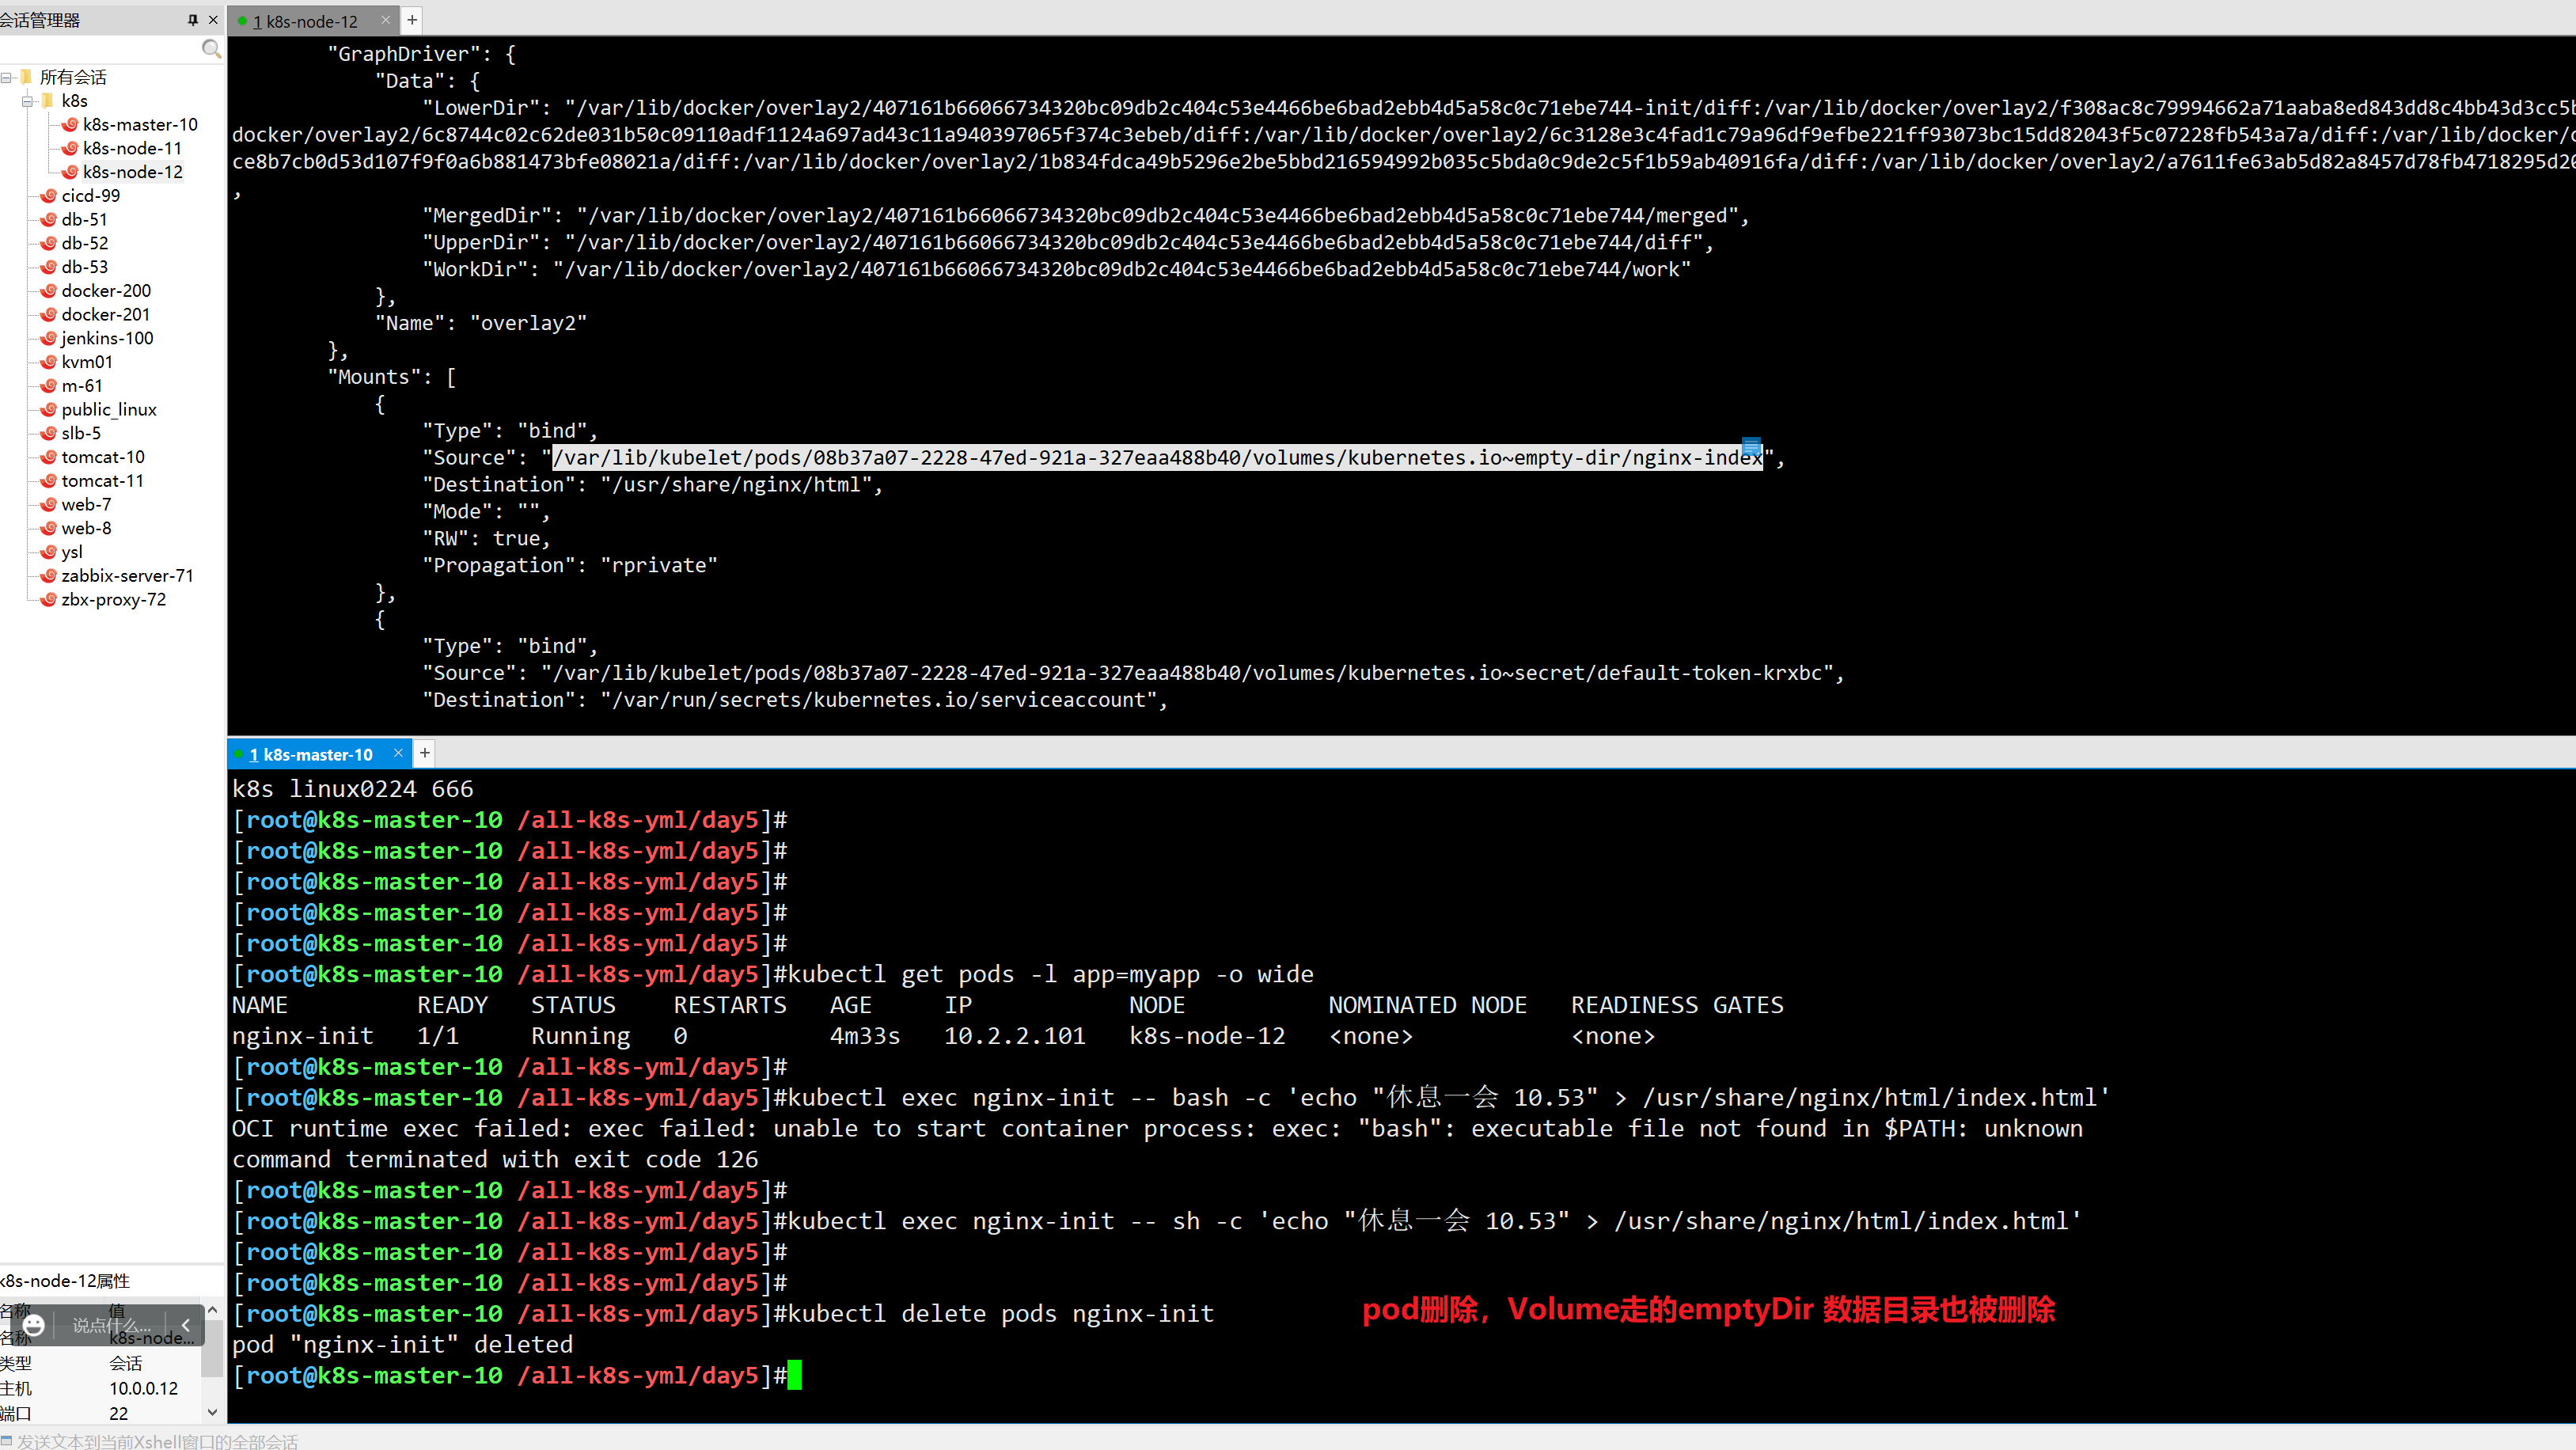 会话管理器
所有会话
k8s
k8s-master-10
k8s-node-11
k8s-node-12
cicd-99
db-51
db-52
db-53
docker-200
docker-201
jenkins-100
kvm01
m-61
public_linux
slb-5
tomcat-10
tomcat-11
web-7
web-8
ysl
zabbix-server-71
zbx-proxy-72
k8s-node-12属性
名称 值
名称 k8s-node...
说点什么...
类型 会话
主机 10.0.0.12
端口 22
发送文本到当前Xshell窗口的全部会话
1 k8s-node-12
"GraphDriver": {
"Data": {
"LowerDir": "/var/lib/docker/overlay2/407161b66066734320bc09db2c404c53e4466be6bad2ebb4d5a58c0c71ebe744-init/diff:/var/lib/docker/overlay2/f308ac8c79994662a71aaba8ed843dd8c4bb43d3cc5b
docker/overlay2/6c8744c02c62de031b50c09110adf1124a697ad43c11a940397065f374c3ebeb/diff:/var/lib/docker/overlay2/6c3128e3c4fad1c79a96df9efbe221ff93073bc15dd82043f5c07228fb543a7a/diff:/var/lib/docker/o
ce8b7cb0d53d107f9f0a6b881473bfe08021a/diff:/var/lib/docker/overlay2/1b834fdca49b5296e2be5bbd216594992b035c5bda0c9de2c5f1b59ab40916fa/diff:/var/lib/docker/overlay2/a7611fe63ab5d82a8457d78fb4718295d20
,
"MergedDir": "/var/lib/docker/overlay2/407161b66066734320bc09db2c404c53e4466be6bad2ebb4d5a58c0c71ebe744/merged",
"UpperDir": "/var/lib/docker/overlay2/407161b66066734320bc09db2c404c53e4466be6bad2ebb4d5a58c0c71ebe744/diff",
"WorkDir": "/var/lib/docker/overlay2/407161b66066734320bc09db2c404c53e4466be6bad2ebb4d5a58c0c71ebe744/work"
},
"Name": "overlay2"
},
"Mounts": [
{
"Type": "bind",
"Source": "/var/lib/kubelet/pods/08b37a07-2228-47ed-921a-327eaa488b40/volumes/kubernetes.io~empty-dir/nginx-index",
"Destination": "/usr/share/nginx/html",
"Mode": "",
"RW": true,
"Propagation": "rprivate"
},
{
"Type": "bind",
"Source": "/var/lib/kubelet/pods/08b37a07-2228-47ed-921a-327eaa488b40/volumes/kubernetes.io~secret/default-token-krxbc",
"Destination": "/var/run/secrets/kubernetes.io/serviceaccount",
1 k8s-master-10
k8s linux0224 666
[root@k8s-master-10 /all-k8s-yml/day5]#
[root@k8s-master-10 /all-k8s-yml/day5]#
[root@k8s-master-10 /all-k8s-yml/day5]#
[root@k8s-master-10 /all-k8s-yml/day5]#
[root@k8s-master-10 /all-k8s-yml/day5]#
[root@k8s-master-10 /all-k8s-yml/day5]#kubectl get pods -l app=myapp -o wide
NAME READY STATUS RESTARTS AGE IP NODE NOMINATED NODE READINESS GATES
nginx-init 1/1 Running 0 4m33s 10.2.2.101 k8s-node-12 <none> <none>
[root@k8s-master-10 /all-k8s-yml/day5]#
[root@k8s-master-10 /all-k8s-yml/day5]#kubectl exec nginx-init -- bash -c 'echo "休息一会 10.53" > /usr/share/nginx/html/index.html'
OCI runtime exec failed: exec failed: unable to start container process: exec: "bash": executable file not found in $PATH: unknown
command terminated with exit code 126
[root@k8s-master-10 /all-k8s-yml/day5]#
[root@k8s-master-10 /all-k8s-yml/day5]#kubectl exec nginx-init -- sh -c 'echo "休息一会 10.53" > /usr/share/nginx/html/index.html'
[root@k8s-master-10 /all-k8s-yml/day5]#
[root@k8s-master-10 /all-k8s-yml/day5]#
[root@k8s-master-10 /all-k8s-yml/day5]#kubectl delete pods nginx-init
pod删除，Volume走的emptyDir 数据目录也被删除
pod "nginx-init" deleted
[root@k8s-master-10 /all-k8s-yml/day5]#